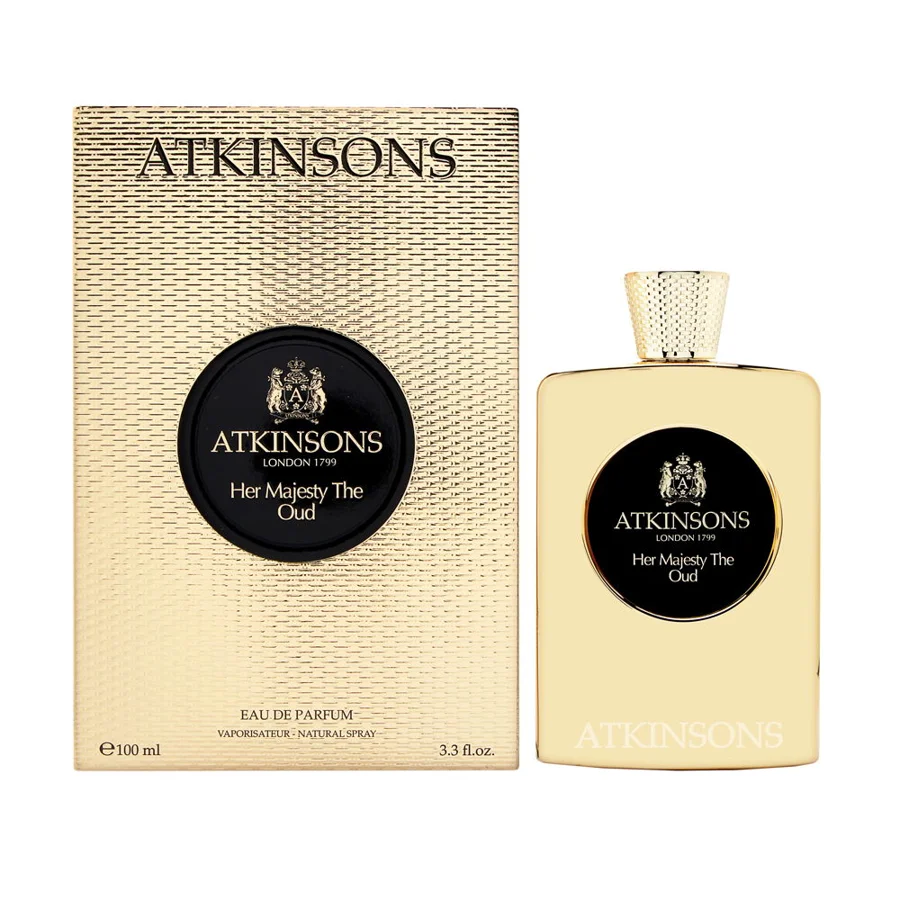 ATKINSONS
A
ATKINSONS
ATKINSONS
LONDON 1799
Her Majesty The
Oud
EAU DE PARFUM
VAPORISATEUR - NATURAL SPRAY
℮100 ml
3.3 fl.oz.
A
ATKINSONS
LONDON 1799
Her Majesty The
Oud
ATKINSONS